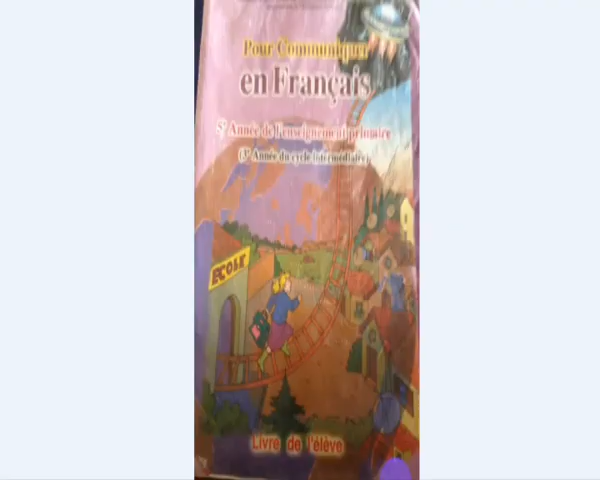 Pour Communiquer
en Français
5ᵉ Année de l'enseignement primaire
(3ᵉ Année du cycle intermédiaire)
ECOLE
Livre de l'élève